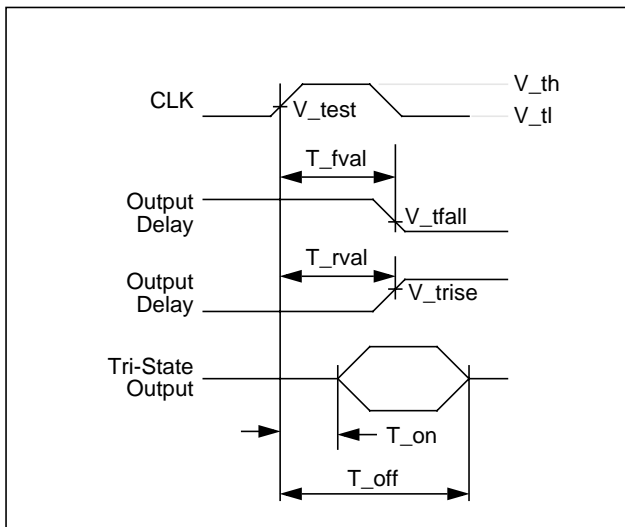 CLK
V_th
V_test
V_tl
T_fval
Output
Delay
V_tfall
T_rval
Output
Delay
V_trise
Tri-State
Output
T_on
T_off